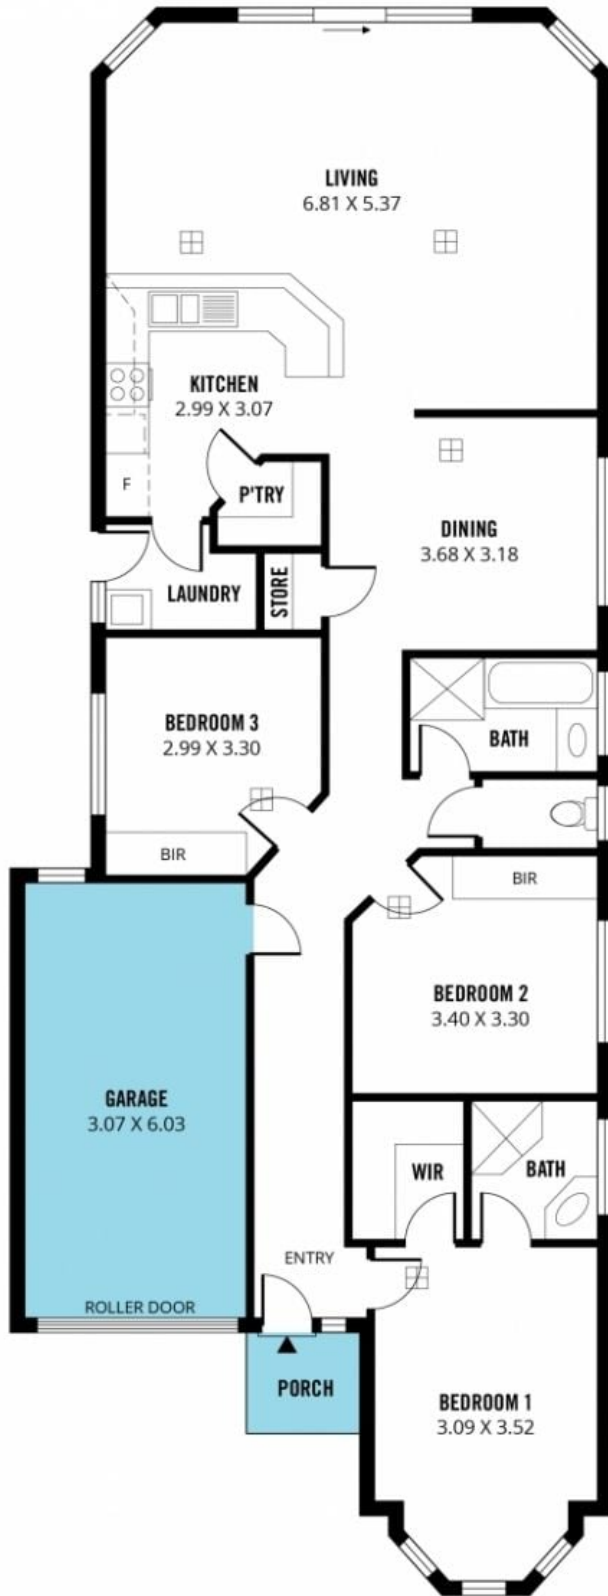 LIVING
6.81 X 5.37
KITCHEN
2.99 X 3.07
F
P'TRY
DINING
3.68 X 3.18
LAUNDRY
STORE
BEDROOM 3
2.99 X 3.30
BIR
BATH
BIR
BEDROOM 2
3.40 X 3.30
GARAGE
3.07 X 6.03
WIR
BATH
ENTRY
ROLLER DOOR
PORCH
BEDROOM 1
3.09 X 3.52